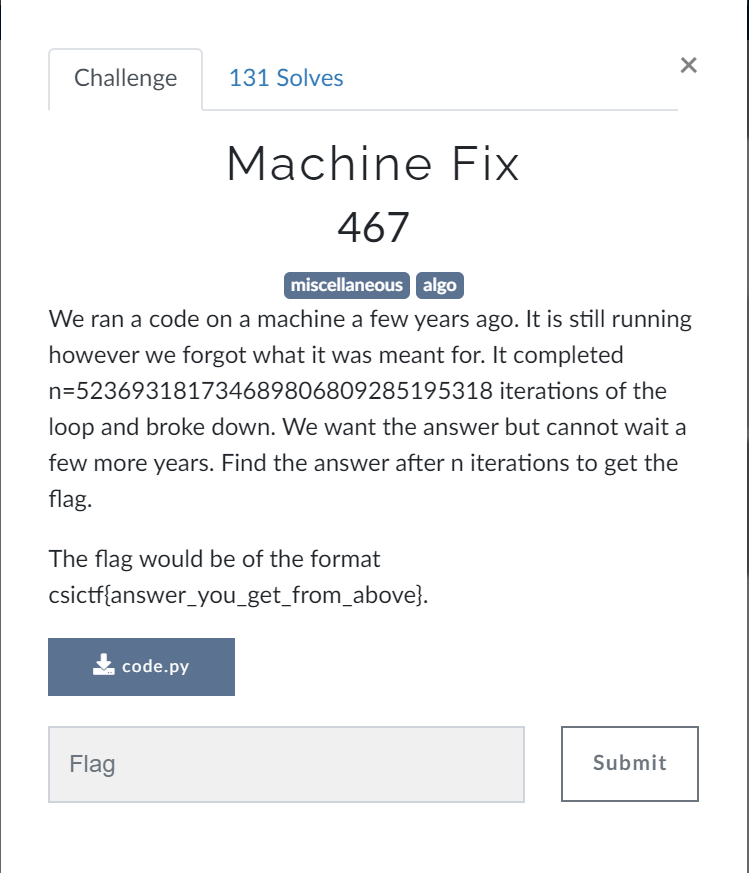 Challenge
131 Solves
×
Machine Fix
467
miscellaneous algo
We ran a code on a machine a few years ago. It is still running
however we forgot what it was meant for. It completed
n=523693181734689806809285195318 iterations of the
loop and broke down. We want the answer but cannot wait a
few more years. Find the answer after n iterations to get the
flag.
The flag would be of the format
csictf{answer_you_get_from_above}.
code.py
Flag
Submit